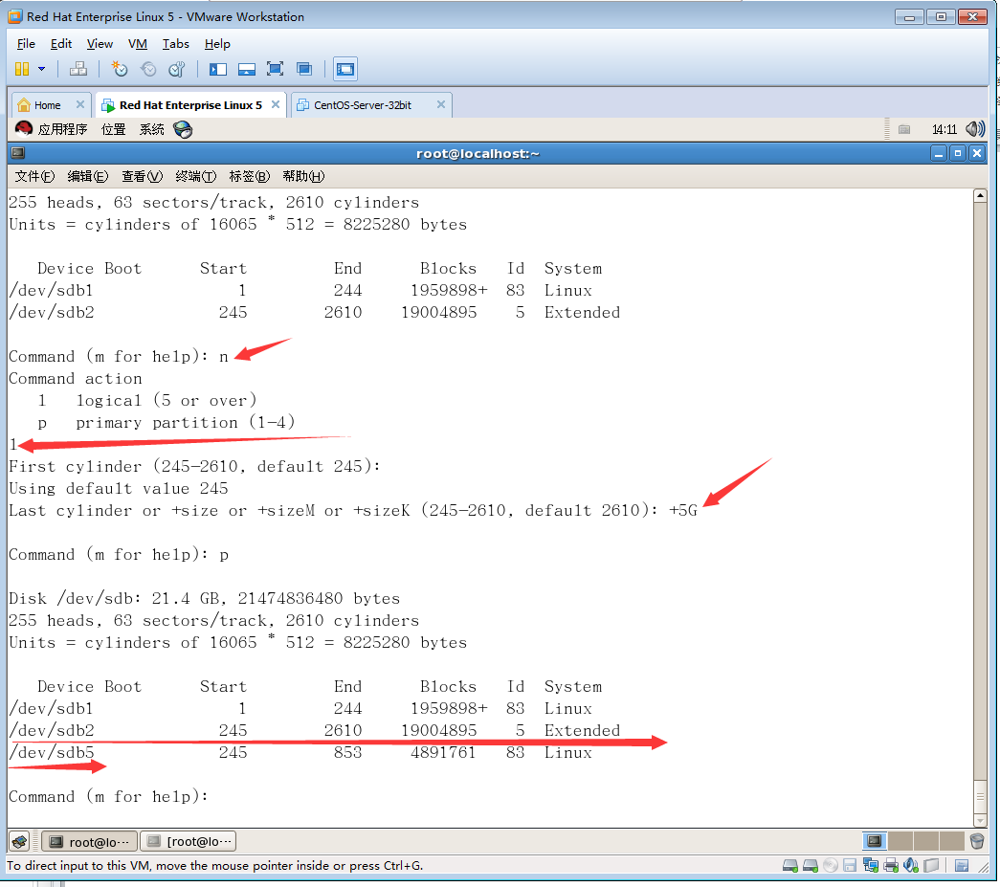 Red Hat Enterprise Linux 5 - VMware Workstation
File Edit View VM Tabs Help
Home Red Hat Enterprise Linux 5 CentOS-Server-32bit
应用程序 位置 系统 14:11
root@localhost:~
文件(F) 编辑(E) 查看(V) 终端(T) 标签(B) 帮助(H)
255 heads, 63 sectors/track, 2610 cylinders
Units = cylinders of 16065 * 512 = 8225280 bytes
Device Boot Start End Blocks Id System
/dev/sdb1 1 244 1959898+ 83 Linux
/dev/sdb2 245 2610 19004895 5 Extended
Command (m for help): n
Command action
l logical (5 or over)
p primary partition (1-4)
l
First cylinder (245-2610, default 245):
Using default value 245
Last cylinder or +size or +sizeM or +sizeK (245-2610, default 2610): +5G
Command (m for help): p
Disk /dev/sdb: 21.4 GB, 21474836480 bytes
255 heads, 63 sectors/track, 2610 cylinders
Units = cylinders of 16065 * 512 = 8225280 bytes
Device Boot Start End Blocks Id System
/dev/sdb1 1 244 1959898+ 83 Linux
/dev/sdb2 245 2610 19004895 5 Extended
/dev/sdb5 245 853 4891761 83 Linux
Command (m for help):
root@lo··· [root@lo···
To direct input to this VM, move the mouse pointer inside or press Ctrl+G.